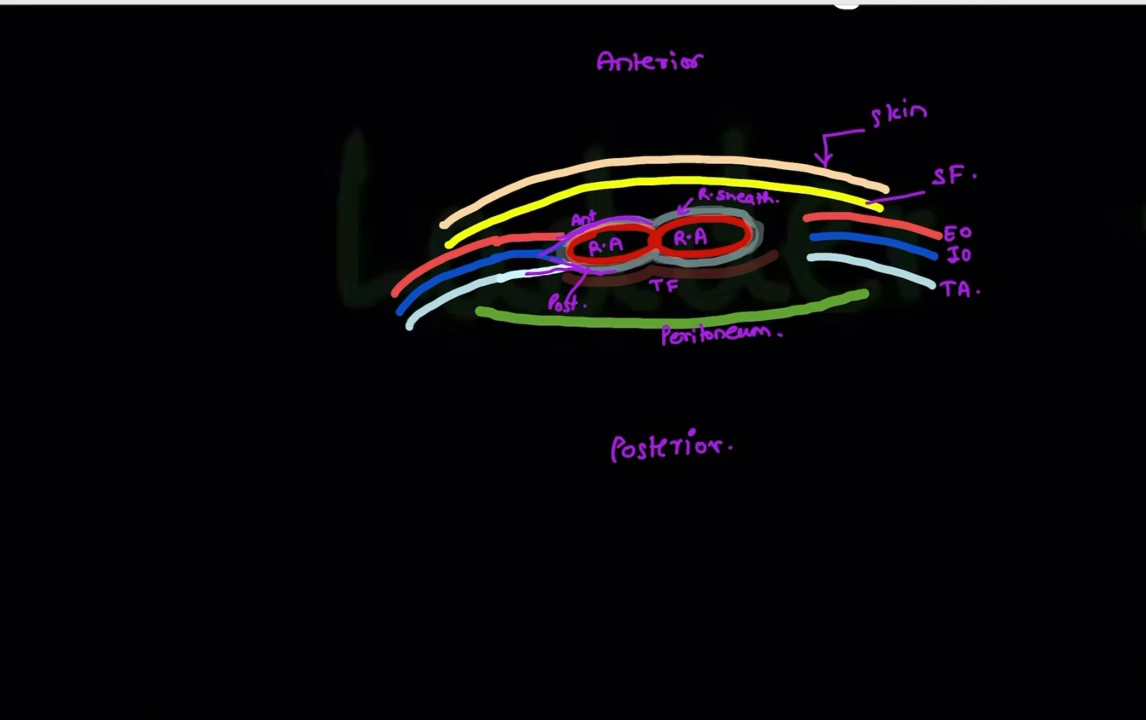 Anterior
skin
SF.
R.sheath.
Ant
R.A
R.A
EO
IO
TF
TA.
Post.
Peritoneum.
Posterior.